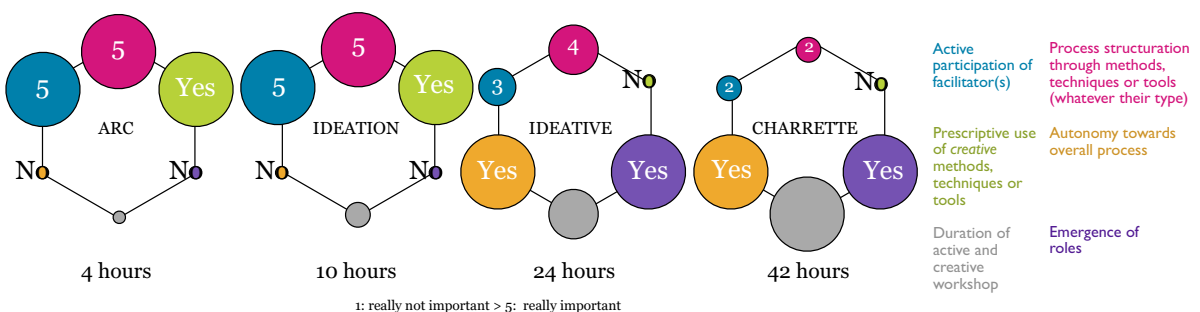 5
5
Yes
ARC
N
N
4 hours
5
5
Yes
IDEATION
N
N
10 hours
4
3
N
IDEATIVE
Yes
Yes
24 hours
2
2
N
CHARRETTE
Yes
Yes
42 hours
1: really not important > 5: really important
Active
participation of
facilitator(s)
Process structuration
through methods,
techniques or tools
(whatever their type)
Prescriptive use
of creative
methods,
techniques or
tools
Autonomy towards
overall process
Duration of
active and
creative
workshop
Emergence of
roles